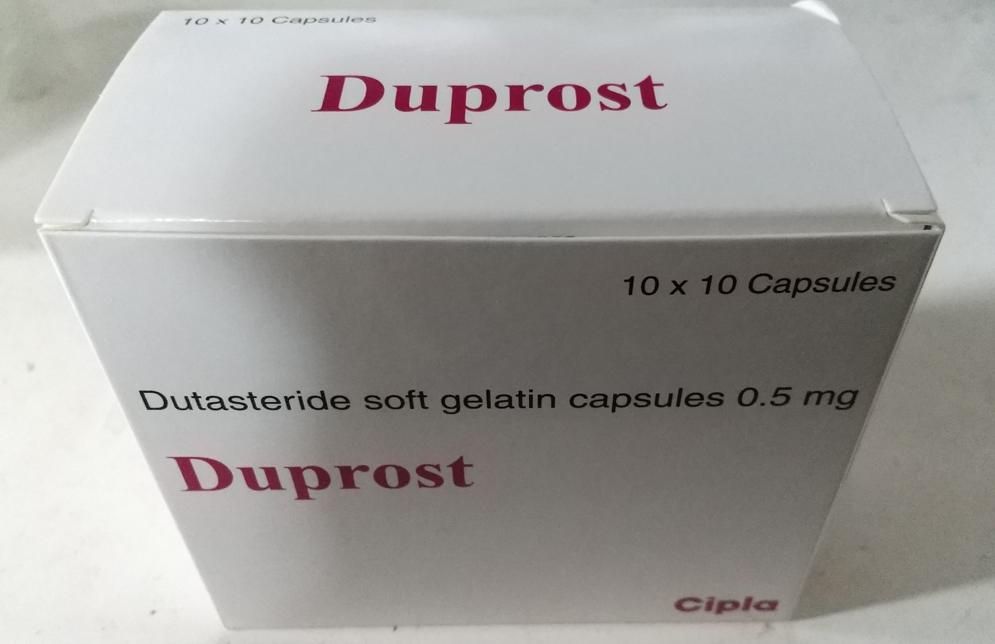 10 x 10 Capsules
Duprost
10 x 10 Capsules
Dutasteride soft gelatin capsules 0.5 mg
Duprost
Cipla